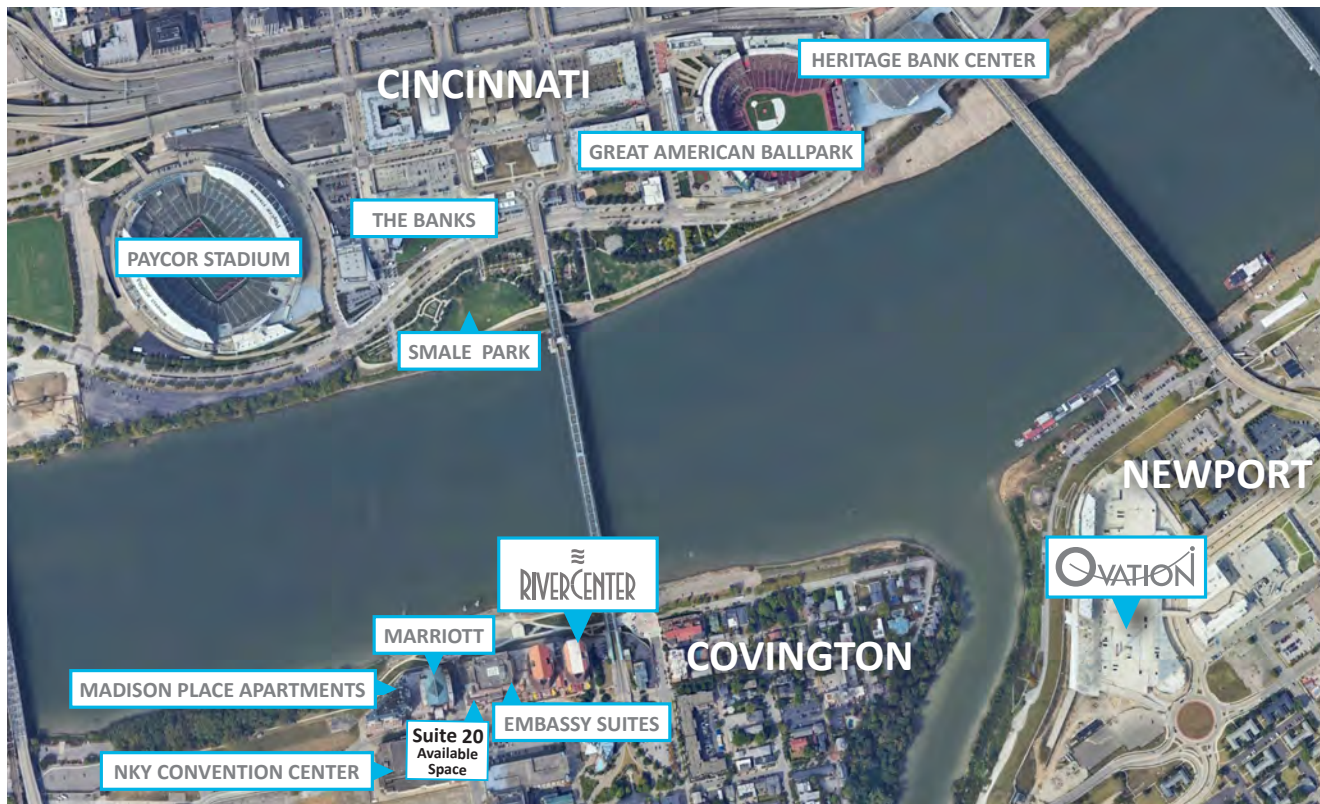 HERITAGE BANK CENTER
CINCINNATI
GREAT AMERICAN BALLPARK
THE BANKS
PAYCOR STADIUM
SMALE PARK
NEWPORT
RIVERCENTER
OVATION
MARRIOTT
COVINGTON
MADISON PLACE APARTMENTS
EMBASSY SUITES
Suite 20
Available
Space
NKY CONVENTION CENTER